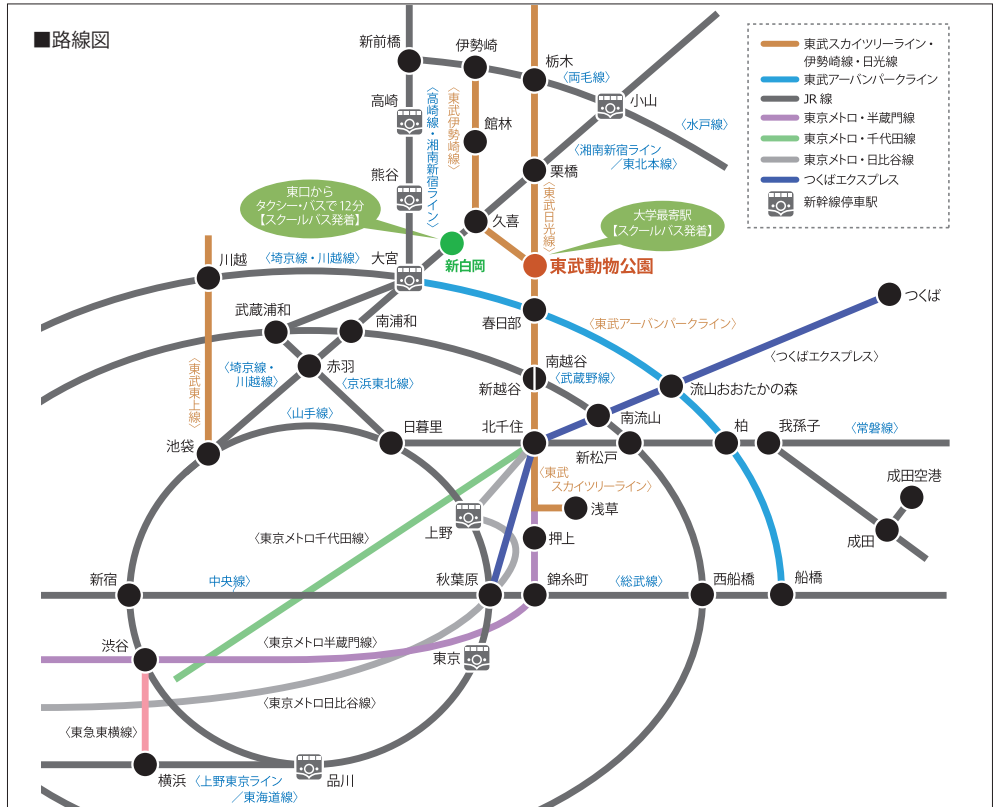 ■路線図
新前橋
伊勢崎
栃木
〈両毛線〉
高崎
小山
館林
〈水戸線〉
〈高崎線・湘南新宿ライン〉
〈東武伊勢崎線〉
〈湘南新宿ライン
／東北本線〉
熊谷
栗橋
〈東武日光線〉
東口から
タクシー・バスで12分
【スクールバス発着】
久喜
大学最寄駅
【スクールバス発着】
新白岡
東武動物公園
東武スカイツリーライン・
伊勢崎線・日光線
東武アーバンパークライン
JR線
東京メトロ・半蔵門線
東京メトロ・千代田線
東京メトロ・日比谷線
つくばエクスプレス
新幹線停車駅
川越
〈埼京線・川越線〉
大宮
つくば
武蔵浦和
南浦和
春日部
〈東武アーバンパークライン〉
〈東武東上線〉
〈埼京線・
川越線〉
赤羽
〈京浜東北線〉
南越谷
新越谷
〈武蔵野線〉
〈つくばエクスプレス〉
流山おおたかの森
〈山手線〉
池袋
日暮里
北千住
南流山
新松戸
柏
我孫子
〈常磐線〉
〈東武
スカイツリーライン〉
浅草
成田空港
成田
上野
押上
〈東京メトロ千代田線〉
新宿
中央線〉
秋葉原
錦糸町
〈総武線〉
西船橋
船橋
渋谷
〈東京メトロ半蔵門線〉
東京
〈東京メトロ日比谷線〉
〈東急東横線〉
横浜
〈上野東京ライン
／東海道線〉
品川